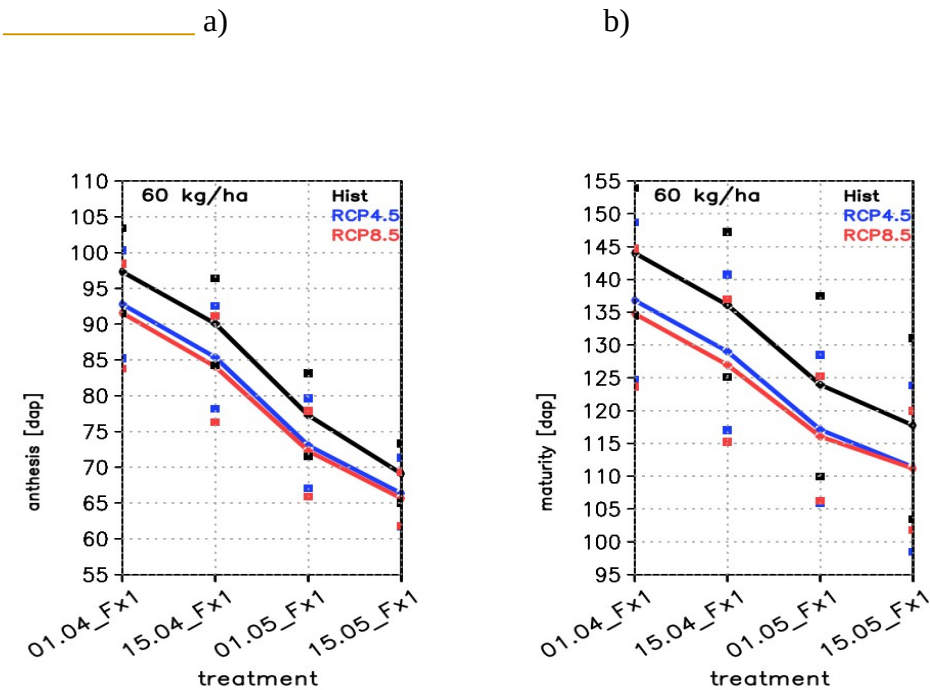 a)
b)
60 kg/ha
Hist
RCP4.5
RCP8.5
110
105
100
95
90
85
80
75
70
65
60
55
anthesis [dap]
01.04_Fx1
15.04_Fx1
01.05_Fx1
15.05_Fx1
treatment
60 kg/ha
Hist
RCP4.5
RCP8.5
155
150
145
140
135
130
125
120
115
110
105
100
95
maturity [dap]
01.04_Fx1
15.04_Fx1
01.05_Fx1
15.05_Fx1
treatment